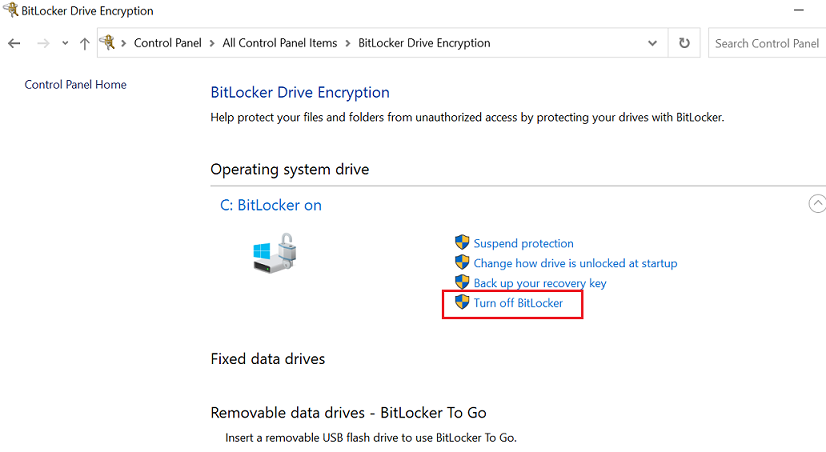 BitLocker Drive Encryption
Control Panel > All Control Panel Items > BitLocker Drive Encryption
Search Control Panel
Control Panel Home
BitLocker Drive Encryption
Help protect your files and folders from unauthorized access by protecting your drives with BitLocker.
Operating system drive
C: BitLocker on
Suspend protection
Change how drive is unlocked at startup
Back up your recovery key
Turn off BitLocker
Fixed data drives
Removable data drives - BitLocker To Go
Insert a removable USB flash drive to use BitLocker To Go.